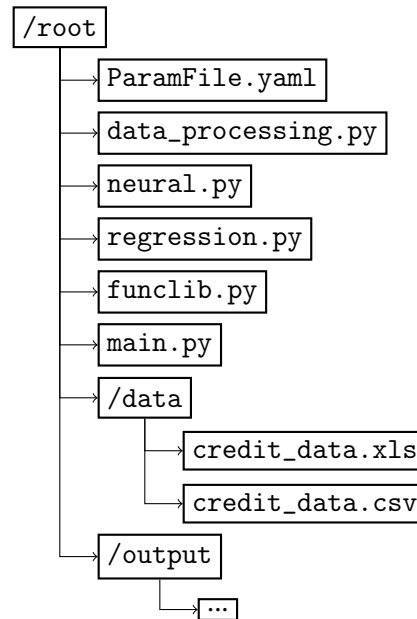 /root
ParamFile.yaml
data_processing.py
neural.py
regression.py
funclib.py
main.py
/data
credit_data.xls
credit_data.csv
/output
...